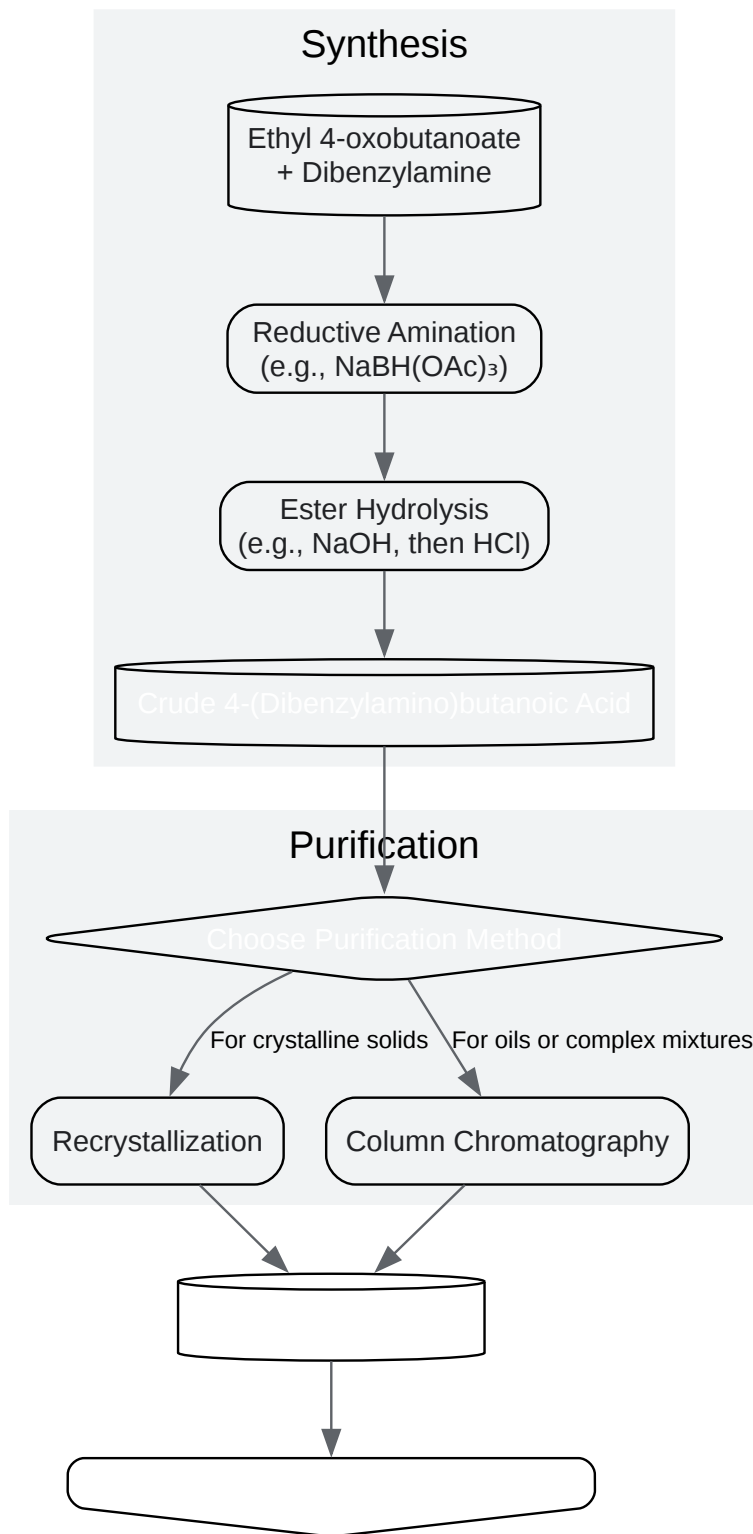 Synthesis
Ethyl 4-oxobutanoate
+ Dibenzylamine
Reductive Amination
(e.g., NaBH(OAc)₃)
Ester Hydrolysis
(e.g., NaOH, then HCl)
Crude 4-(Dibenzylamino)butanoic Acid
Purification
Choose Purification Method
For crystalline solids
For oils or complex mixtures
Recrystallization
Column Chromatography